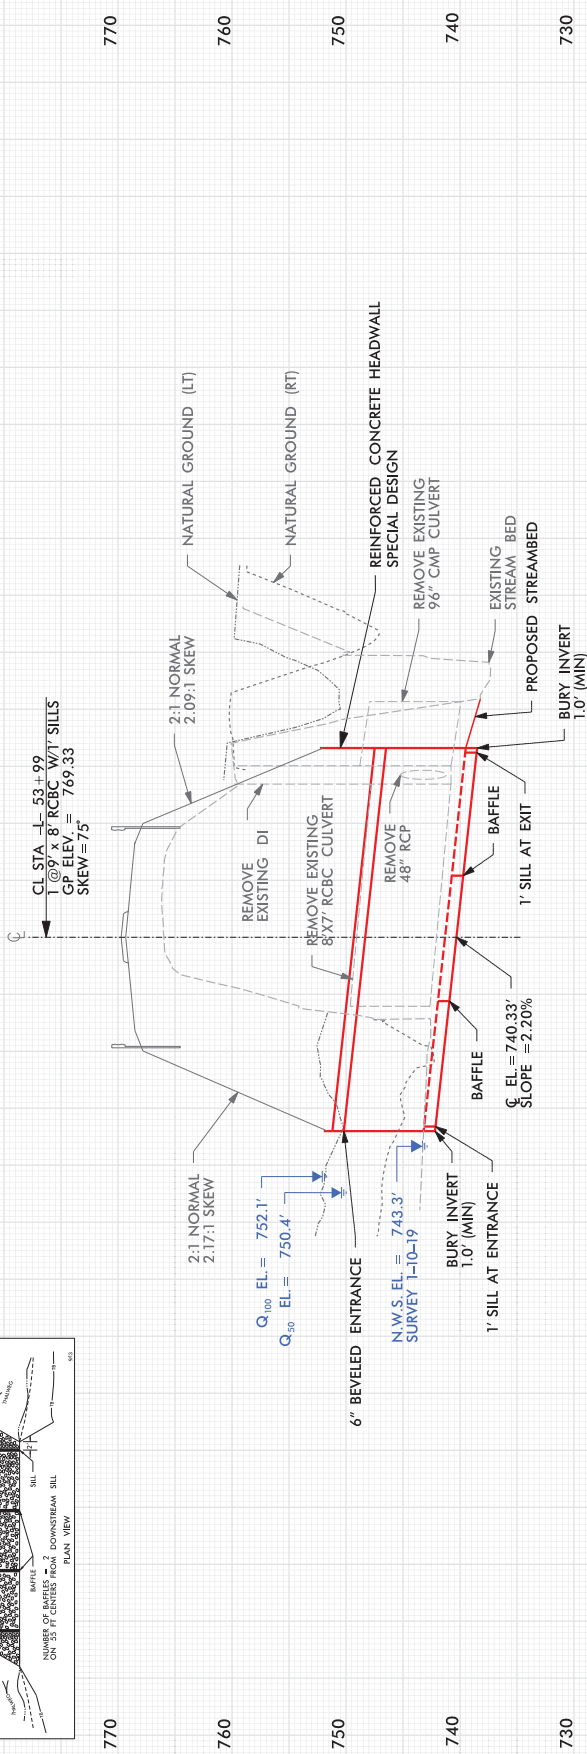 770
760
750
740
730
CL STA -L- 53+99
1 @9' x 8' RCBC W/1' SILLS
GP ELEV. = 769.33
SKEW=75°
2:1 NORMAL
2.09:1 SKEW
NATURAL GROUND (LT)
NATURAL GROUND (RT)
REINFORCED CONCRETE HEADWALL
SPECIAL DESIGN
REMOVE EXISTING
96" CMP CULVERT
EXISTING
STREAM BED
PROPOSED STREAMBED
BURY INVERT
1.0' (MIN)
REMOVE
EXISTING DI
REMOVE EXISTING
8'X7' RCBC CULVERT
REMOVE
48" RCP
BAFFLE
1' SILL AT EXIT
BAFFLE
℄ EL.=740.33'
SLOPE =2.20%
℄
2:1 NORMAL
2.17:1 SKEW
Q100 EL.= 752.1'
Q50 EL.= 750.4'
6" BEVELED ENTRANCE
N.W.S. EL. = 743.3'
SURVEY 1-10-19
BURY INVERT
1.0' (MIN)
1' SILL AT ENTRANCE
THALWEG
TB
TB
SILL
2'
BAFFLE
NUMBER OF BAFFLES = 2
ON 55 FT CENTERS FROM DOWNSTREAM SILL
PLAN VIEW
TB
770
760
750
740
730